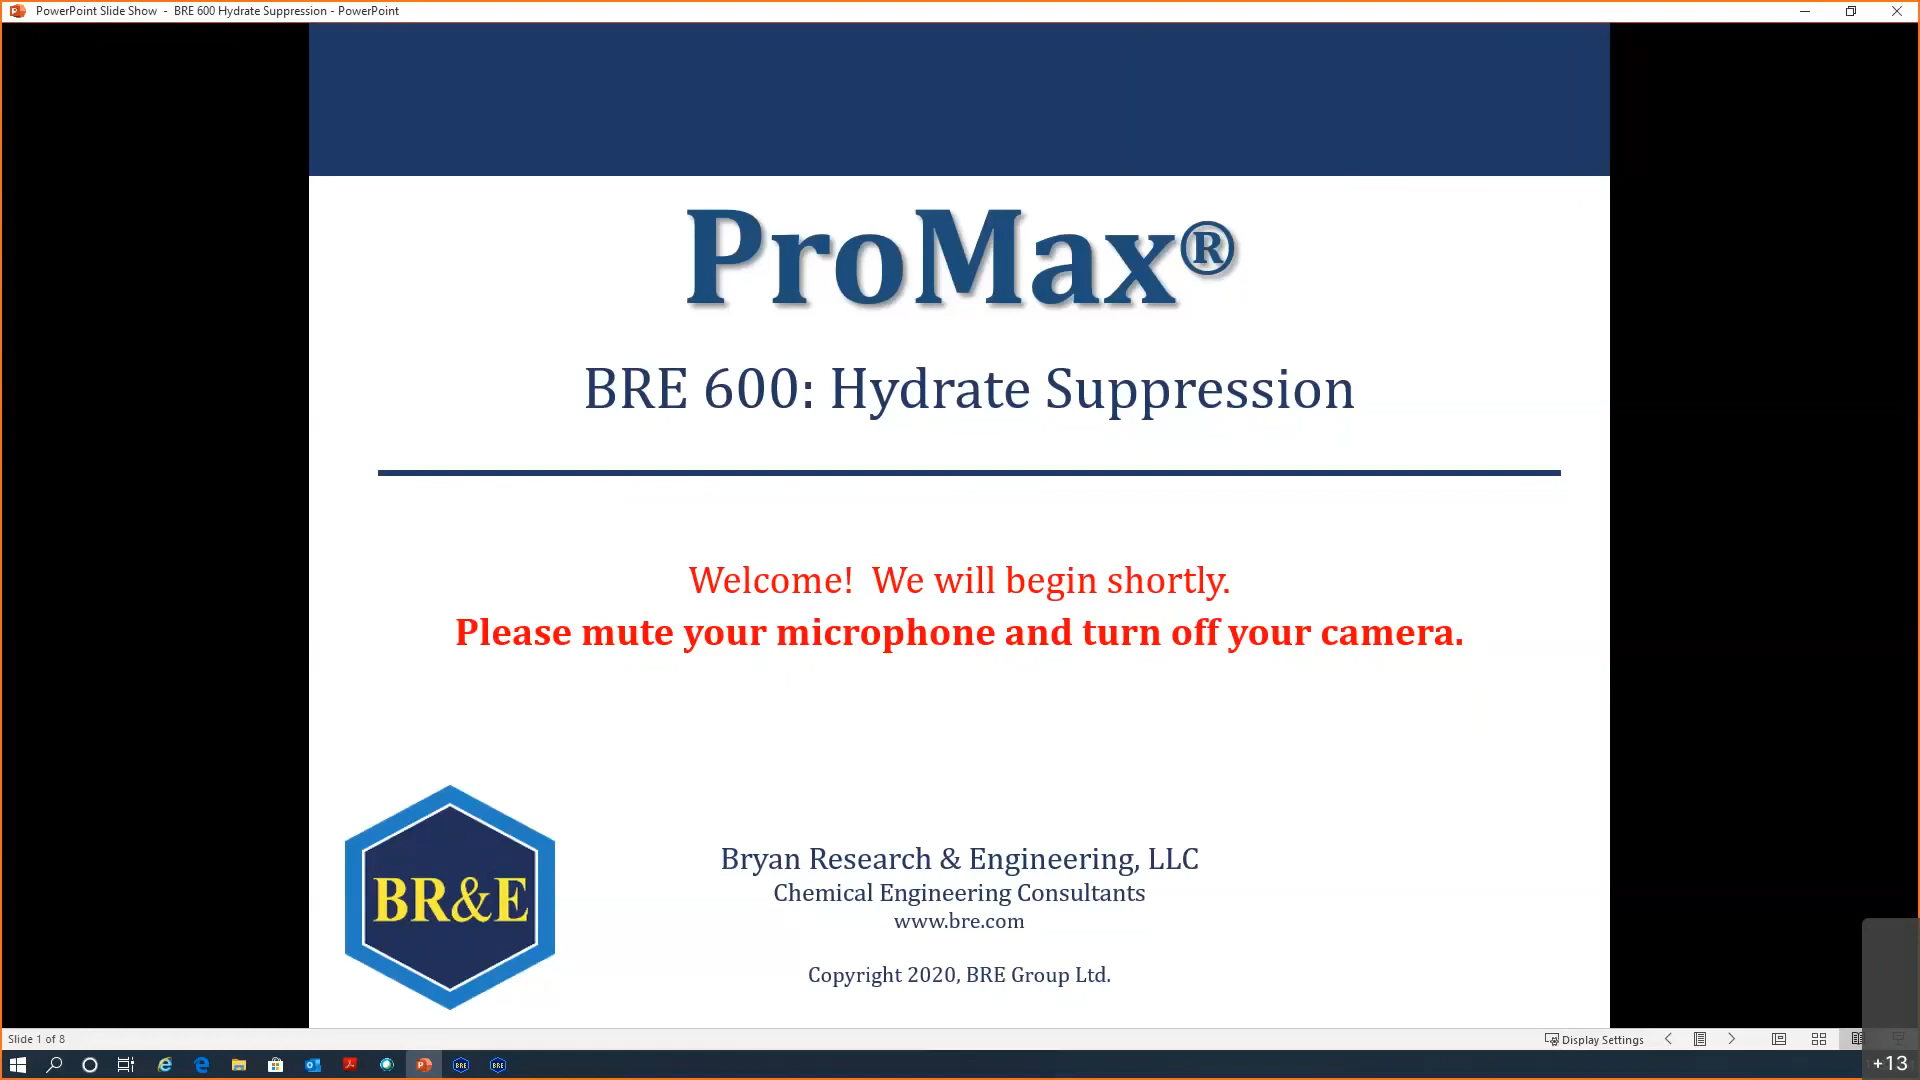 PowerPoint Slide Show - BRE 600 Hydrate Suppression - PowerPoint
ProMax®
BRE 600: Hydrate Suppression
Welcome! We will begin shortly.
Please mute your microphone and turn off your camera.
BR&E
Bryan Research & Engineering, LLC
Chemical Engineering Consultants
www.bre.com
Copyright 2020, BRE Group Ltd.
Slide 1 of 8
Display Settings
BRE
BRE
+13